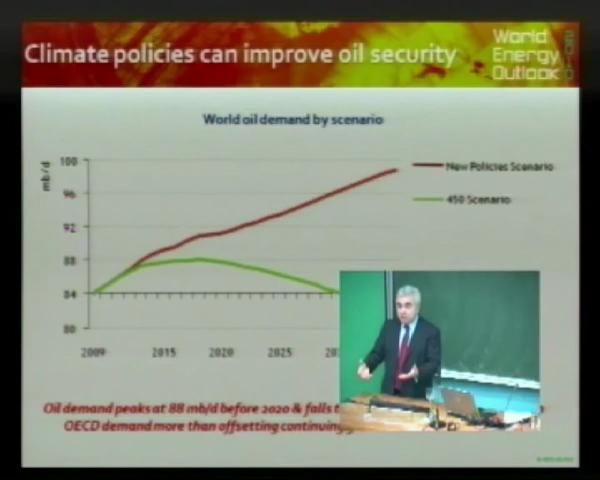 Climate policies can improve oil security
World
Energy
Outlook
World oil demand by scenario
mb/d
100
96
92
88
84
80
2009
2015
2020
2025
New Policies Scenario
450 Scenario
Oil demand peaks at 88 mb/d before 2020 & falls
OECD demand more than offsetting continuing